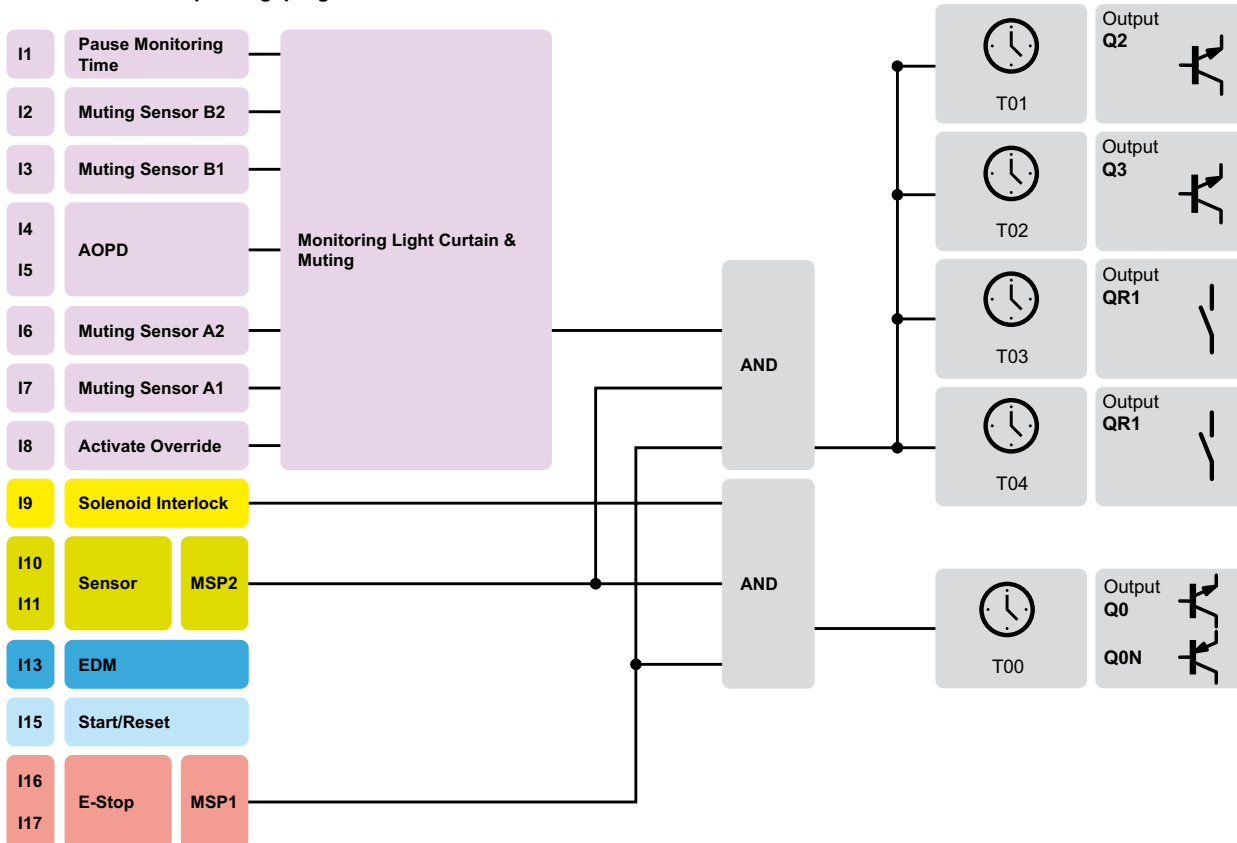 I1
Pause Monitoring
Time
I2
Muting Sensor B2
I3
Muting Sensor B1
I4
I5
AOPD
I6
Muting Sensor A2
I7
Muting Sensor A1
I8
Activate Override
Monitoring Light Curtain &
Muting
I9
Solenoid Interlock
I10
I11
Sensor
MSP2
I13
EDM
I15
Start/Reset
I16
I17
E-Stop
MSP1
AND
AND
T01
Output
Q2
T02
Output
Q3
T03
Output
QR1
T04
Output
QR1
T00
Output
Q0
Q0N